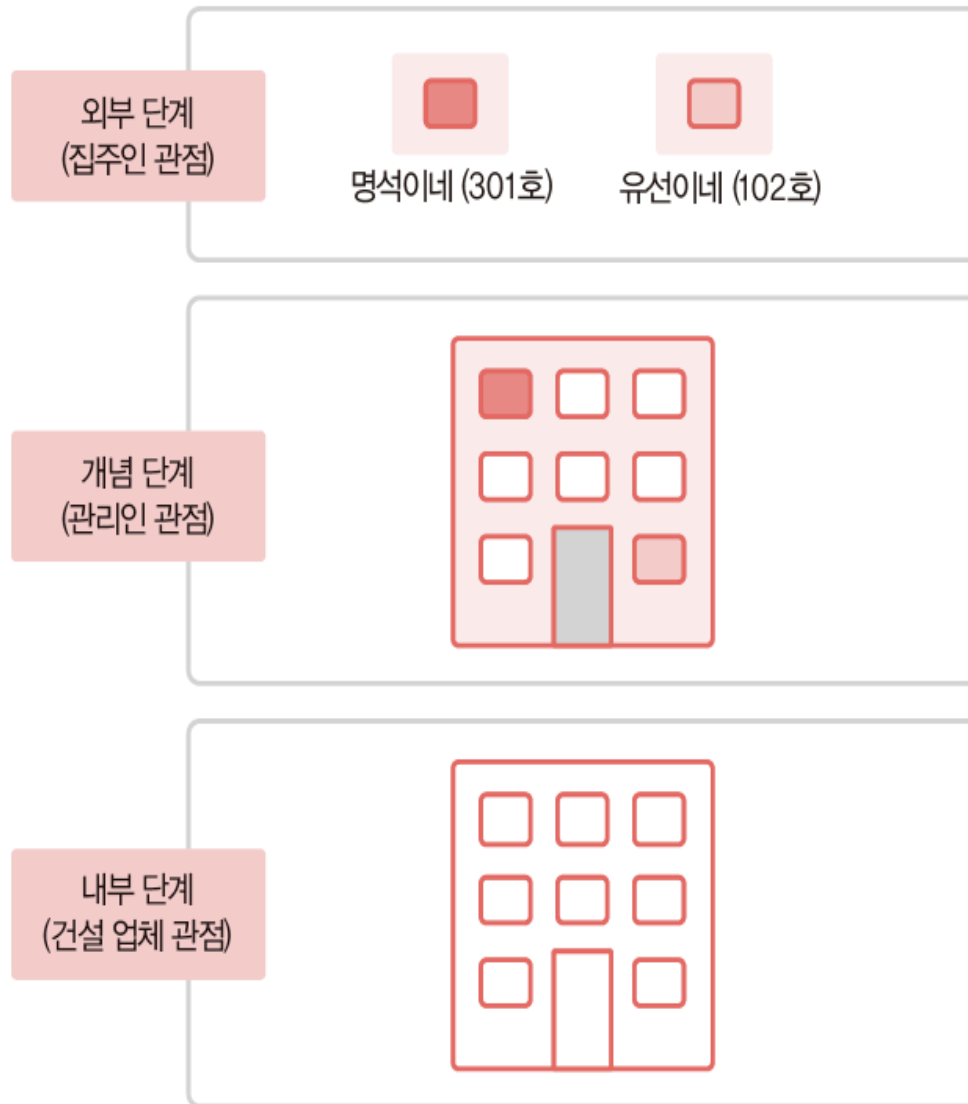 외부 단계
(집주인 관점)
명석이네 (301호)
유선이네 (102호)
개념 단계
(관리인 관점)
내부 단계
(건설 업체 관점)